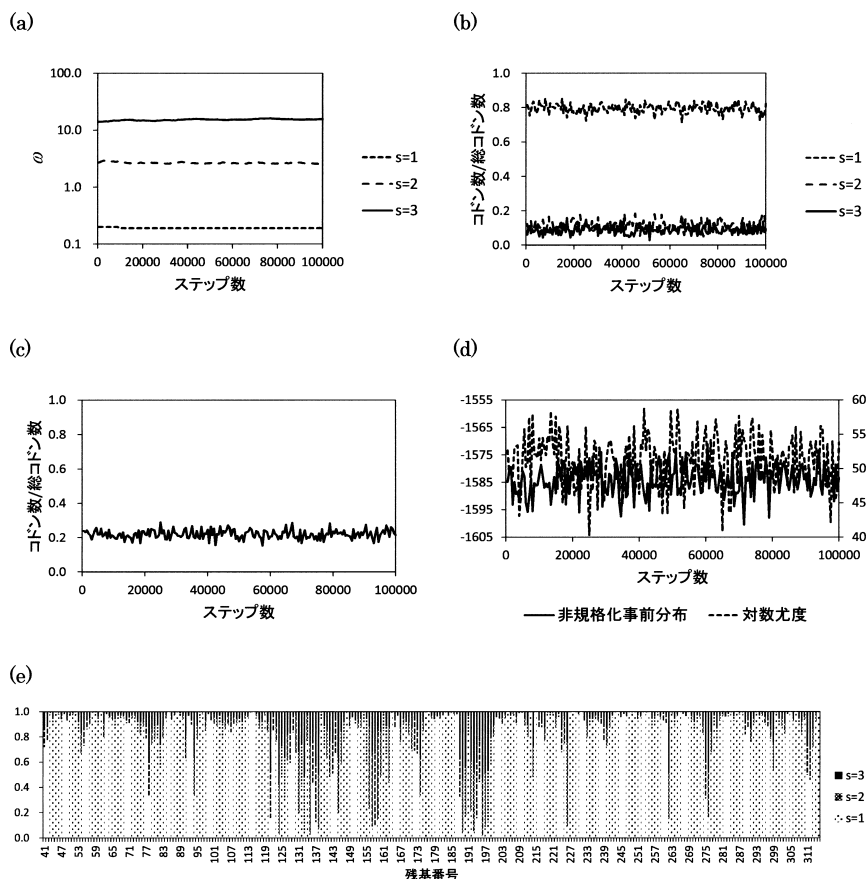 (a)
100.0
10.0
1.0
0.1
ω
0 20000 40000 60000 80000 100000
ステップ数
s=1
s=2
s=3
(b)
1.0
0.8
0.6
0.4
0.2
0.0
コドン数/総コドン数
0 20000 40000 60000 80000 100000
ステップ数
s=1
s=2
s=3
(c)
1.0
0.8
0.6
0.4
0.2
0.0
コドン数/総コドン数
0 20000 40000 60000 80000 100000
ステップ数
(d)
-1555
-1565
-1575
-1585
-1595
-1605
60
55
50
45
40
0 20000 40000 60000 80000 100000
ステップ数
非規格化事前分布 対数尤度
(e)
1.0
0.8
0.6
0.4
0.2
0.0
41 47 53 59 65 71 77 83 89 95 101 107 113 119 125 131 137 143 149 155 161 167 173 179 185 191 197 203 209 215 221 227 233 239 245 251 257 263 269 275 281 287 293 299 305 311
残基番号
s=3
s=2
s=1